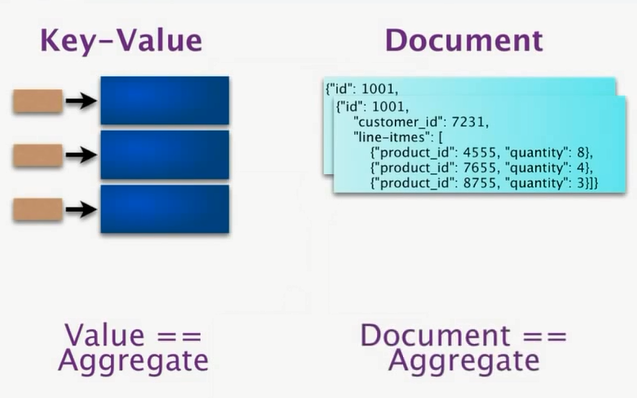 Key-Value
Document
{"id": 1001,
{"id": 1001,
"customer_id": 7231,
"line-itmes": [
{"product_id": 4555, "quantity": 8},
{"product_id": 7655, "quantity": 4},
{"product_id": 8755, "quantity": 3}]}
Value ==
Aggregate
Document ==
Aggregate